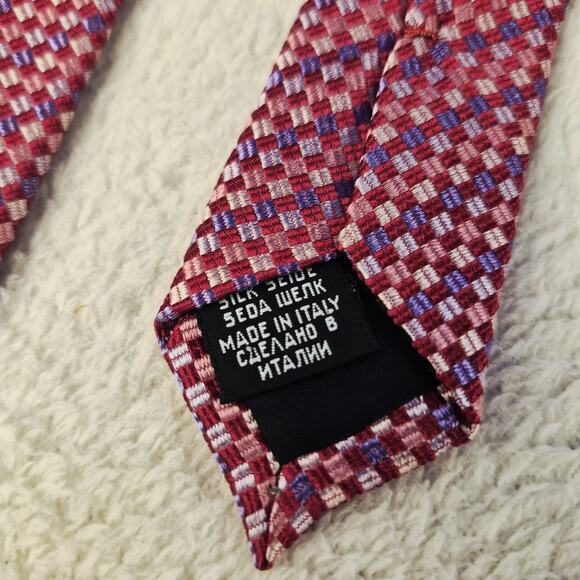 SILK SEIDE
SEDA ШЕЛК
MADE IN ITALY
СДЕЛАНО В
ИТАЛИИ